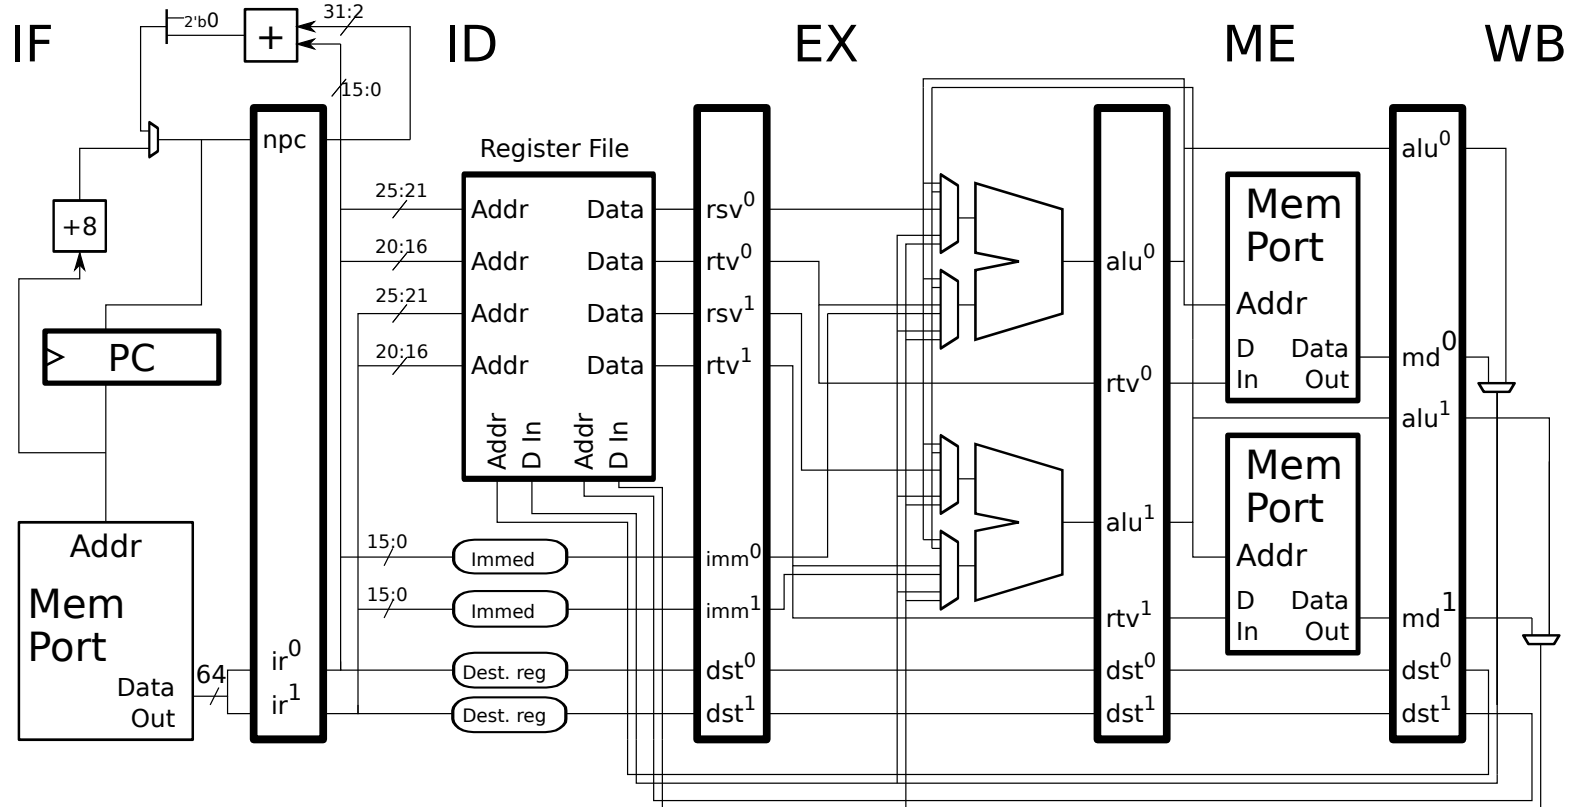 IF
ID
EX
ME
WB
2'b0
+
31:2
15:0
npc
+8
PC
Addr
Mem
Port
Data
Out
64
ir0
ir1
Register File
25:21
Addr
Data
20:16
Addr
Data
25:21
Addr
Data
20:16
Addr
Data
Addr
D In
Addr
D In
15:0
Immed
15:0
Immed
Dest. reg
Dest. reg
rsv0
rtv0
rsv1
rtv1
imm0
imm1
dst0
dst1
alu0
rtv0
alu1
rtv1
dst0
dst1
Mem
Port
Addr
D
In
Data
Out
Mem
Port
Addr
D
In
Data
Out
alu0
md0
alu1
md1
dst0
dst1